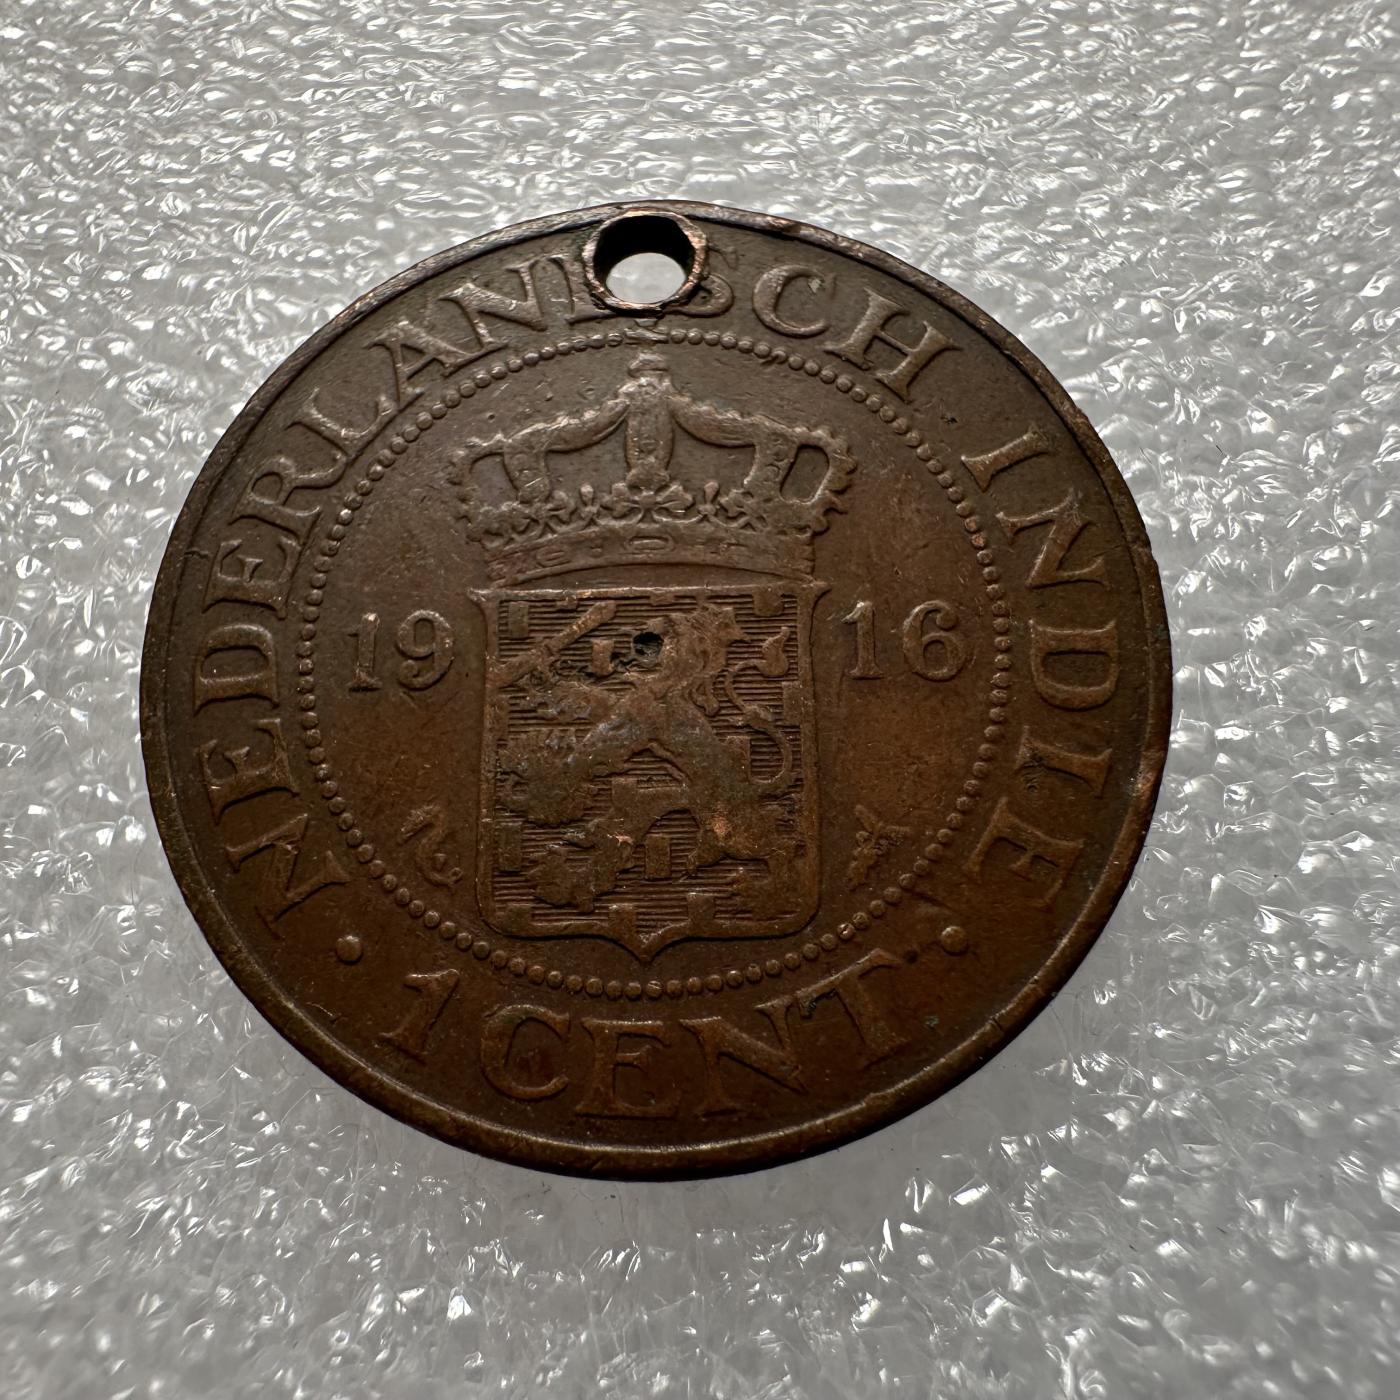 NEDERLANDSCH INDIE
19 16
· 1 CENT ·